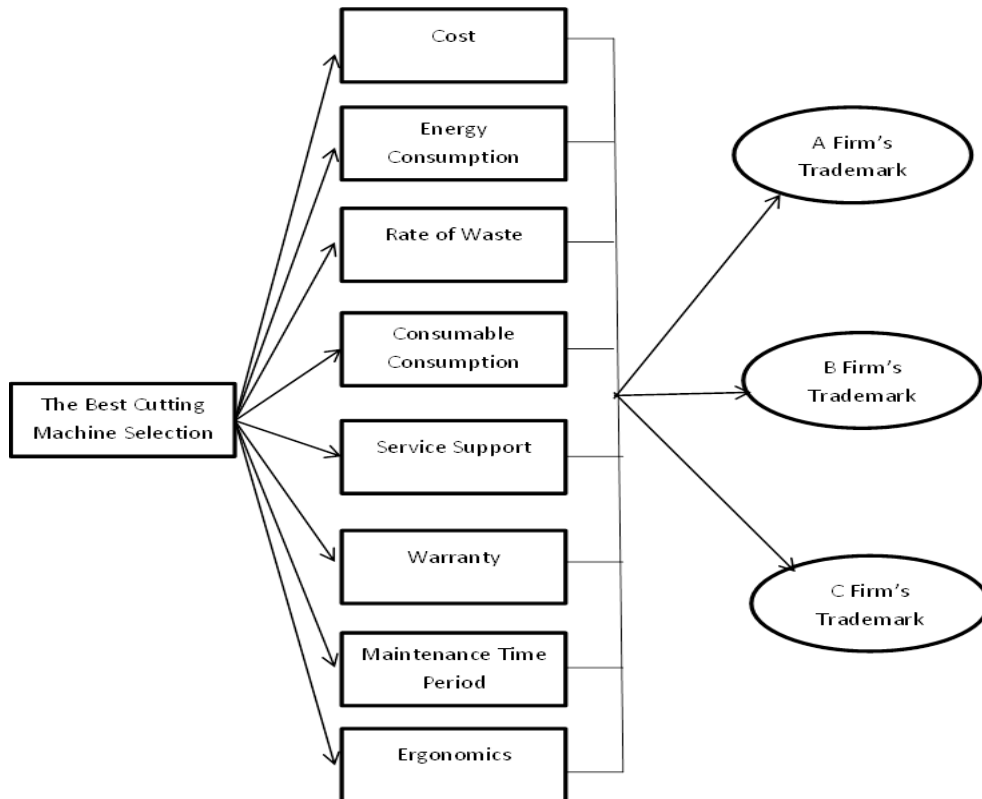 Cost
Energy
Consumption
Rate of Waste
Consumable
Consumption
The Best Cutting
Machine Selection
Service Support
Warranty
Maintenance Time
Period
Ergonomics
A Firm's
Trademark
B Firm's
Trademark
C Firm's
Trademark